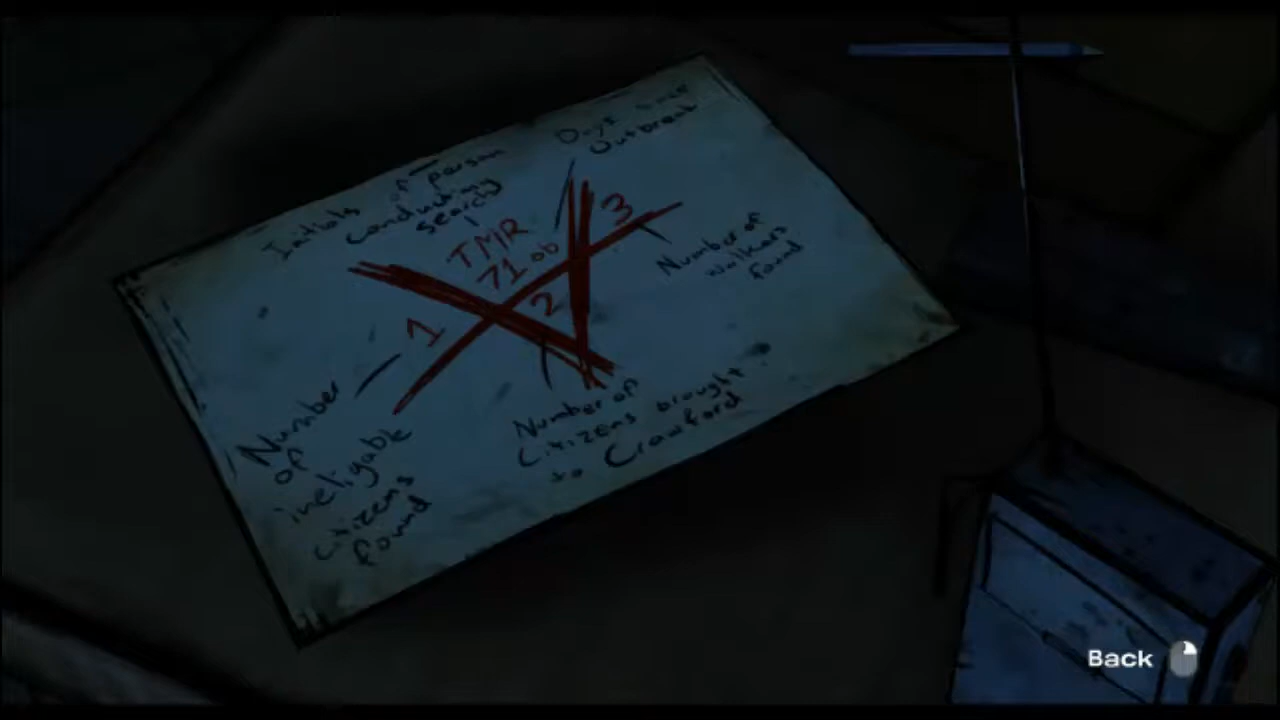 Days since
Outbreak
Initials of person
conducting
search
TMR
71 ob
3
Number of
walkers
found
1
2
Number
of
ineligable
citizens
found
Number of
Citizens brought
to Crawford
Back